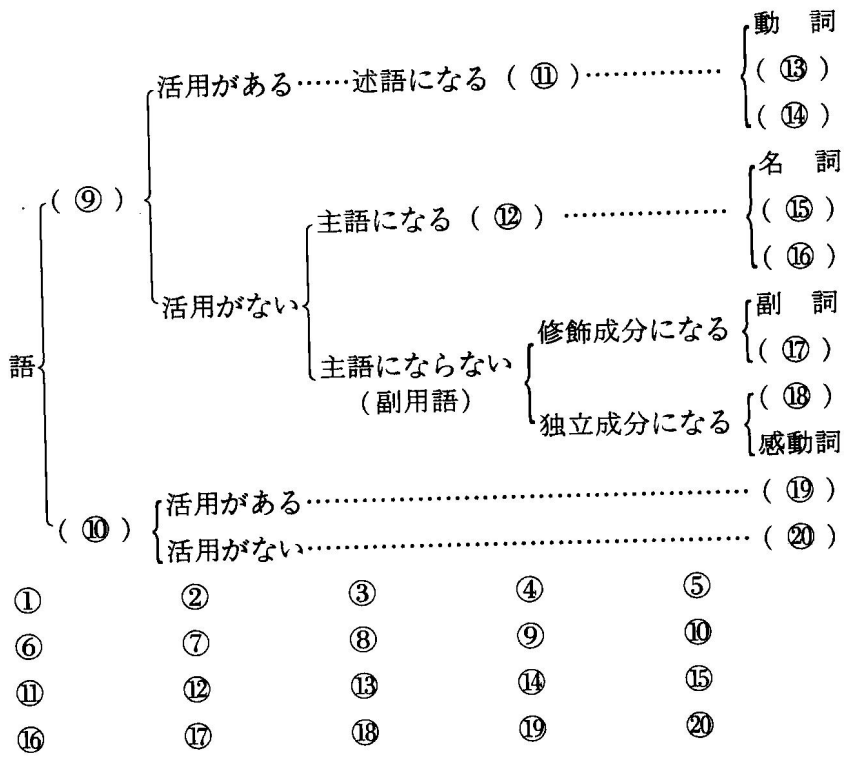 動　詞
活用がある……述語になる（ ⑪ ）……………
（ ⑬ ）
（ ⑭ ）
（ ⑨ ）
名　詞
主語になる（ ⑫ ）………………
（ ⑮ ）
（ ⑯ ）
活用がない
副　詞
修飾成分になる
（ ⑰ ）
語
主語にならない
（副用語）
（ ⑱ ）
独立成分になる
感動詞
（ ⑩ ）
活用がある………………………………………（ ⑲ ）
活用がない………………………………………（ ⑳ ）
① ② ③ ④ ⑤
⑥ ⑦ ⑧ ⑨ ⑩
⑪ ⑫ ⑬ ⑭ ⑮
⑯ ⑰ ⑱ ⑲ ⑳